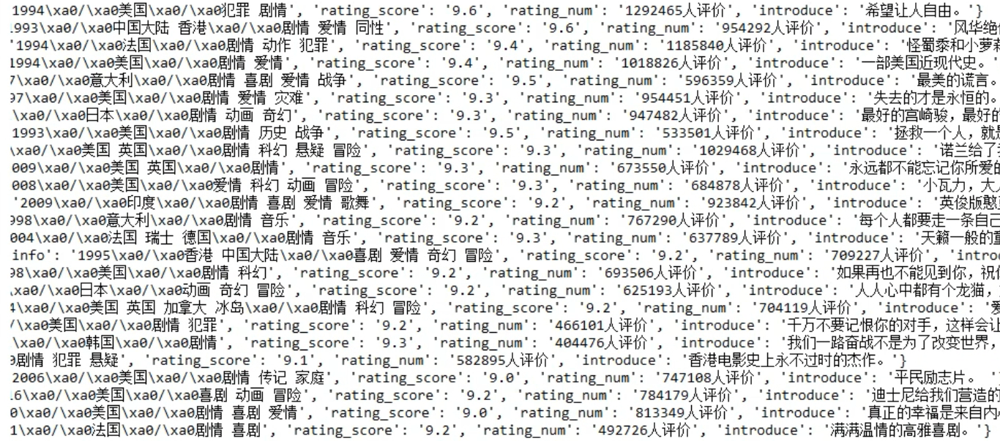 1994\xa0/\xa0美国\xa0/\xa0犯罪 剧情', 'rating_score': '9.6', 'rating_num': '1292465人评价', 'introduce': '希望让人自由。'}
1993\xa0/\xa0中国大陆 香港\xa0/\xa0剧情 爱情 同性', 'rating_score': '9.6', 'rating_num': '954292人评价', 'introduce': '风华绝
'1994\xa0/\xa0法国\xa0/\xa0剧情 动作 犯罪', 'rating_score': '9.4', 'rating_num': '1185840人评价', 'introduce': '怪蜀黍和小萝
1994\xa0/\xa0美国\xa0/\xa0剧情 爱情', 'rating_score': '9.4', 'rating_num': '1018826人评价', 'introduce': '一部美国近现代史。
7\xa0/\xa0意大利\xa0/\xa0剧情 喜剧 爱情 战争', 'rating_score': '9.5', 'rating_num': '596359人评价', 'introduce': '最美的谎言。
97\xa0/\xa0美国\xa0/\xa0剧情 爱情 灾难', 'rating_score': '9.3', 'rating_num': '954451人评价', 'introduce': '失去的才是永恒的。
\xa0/\xa0日本\xa0/\xa0剧情 动画 奇幻', 'rating_score': '9.3', 'rating_num': '947482人评价', 'introduce': '最好的宫崎骏，最好的
1993\xa0/\xa0美国\xa0/\xa0剧情 历史 战争', 'rating_score': '9.5', 'rating_num': '533501人评价', 'introduce': '拯救一个人，就是
\xa0/\xa0美国 英国\xa0/\xa0剧情 科幻 悬疑 冒险', 'rating_score': '9.3', 'rating_num': '1029468人评价', 'introduce': '诺兰给了
009\xa0/\xa0美国 英国\xa0/\xa0剧情', 'rating_score': '9.3', 'rating_num': '673550人评价', 'introduce': '永远都不能忘记你所爱的
008\xa0/\xa0美国\xa0/\xa0爱情 科幻 动画 冒险', 'rating_score': '9.3', 'rating_num': '684878人评价', 'introduce': '小瓦力，大
'2009\xa0/\xa0印度\xa0/\xa0剧情 喜剧 爱情 歌舞', 'rating_score': '9.2', 'rating_num': '923842人评价', 'introduce': '英俊版憨
998\xa0/\xa0意大利\xa0/\xa0剧情 音乐', 'rating_score': '9.2', 'rating_num': '767290人评价', 'introduce': '每个人都要走一条自己
004\xa0/\xa0法国 瑞士 德国\xa0/\xa0剧情 音乐', 'rating_score': '9.3', 'rating_num': '637789人评价', 'introduce': '天籁一般的
info': '1995\xa0/\xa0香港 中国大陆\xa0/\xa0喜剧 爱情 奇幻 冒险', 'rating_score': '9.2', 'rating_num': '709227人评价', 'intro
98\xa0/\xa0美国\xa0/\xa0剧情 科幻', 'rating_score': '9.2', 'rating_num': '693506人评价', 'introduce': '如果再也不能见到你，祝你
\xa0/\xa0日本\xa0/\xa0动画 奇幻 冒险', 'rating_score': '9.2', 'rating_num': '625193人评价', 'introduce': '人人心中都有个龙猫，
4\xa0/\xa0美国 英国 加拿大 冰岛\xa0/\xa0剧情 科幻 冒险', 'rating_score': '9.2', 'rating_num': '704119人评价', 'introduce': '爱
/\xa0美国\xa0/\xa0剧情 犯罪', 'rating_score': '9.2', 'rating_num': '466101人评价', 'introduce': '千万不要记恨你的对手，这样会让
\xa0/\xa0韩国\xa0/\xa0剧情', 'rating_score': '9.3', 'rating_num': '404476人评价', 'introduce': '我们一路奋战不是为了改变世界，
0剧情 犯罪 悬疑', 'rating_score': '9.1', 'rating_num': '582895人评价', 'introduce': '香港电影史上永不过时的杰作。'}
2006\xa0/\xa0美国\xa0/\xa0剧情 传记 家庭', 'rating_score': '9.0', 'rating_num': '747108人评价', 'introduce': '平民励志片。 '
16\xa0/\xa0美国\xa0/\xa0喜剧 动画 冒险', 'rating_score': '9.2', 'rating_num': '784179人评价', 'introduce': '迪士尼给我们营造的
0\xa0/\xa0美国\xa0/\xa0剧情 喜剧 爱情', 'rating_score': '9.0', 'rating_num': '813349人评价', 'introduce': '真正的幸福是来自内
1\xa0/\xa0法国\xa0/\xa0剧情 喜剧', 'rating_score': '9.2', 'rating_num': '492726人评价', 'introduce': '满满温情的高雅喜剧。'}